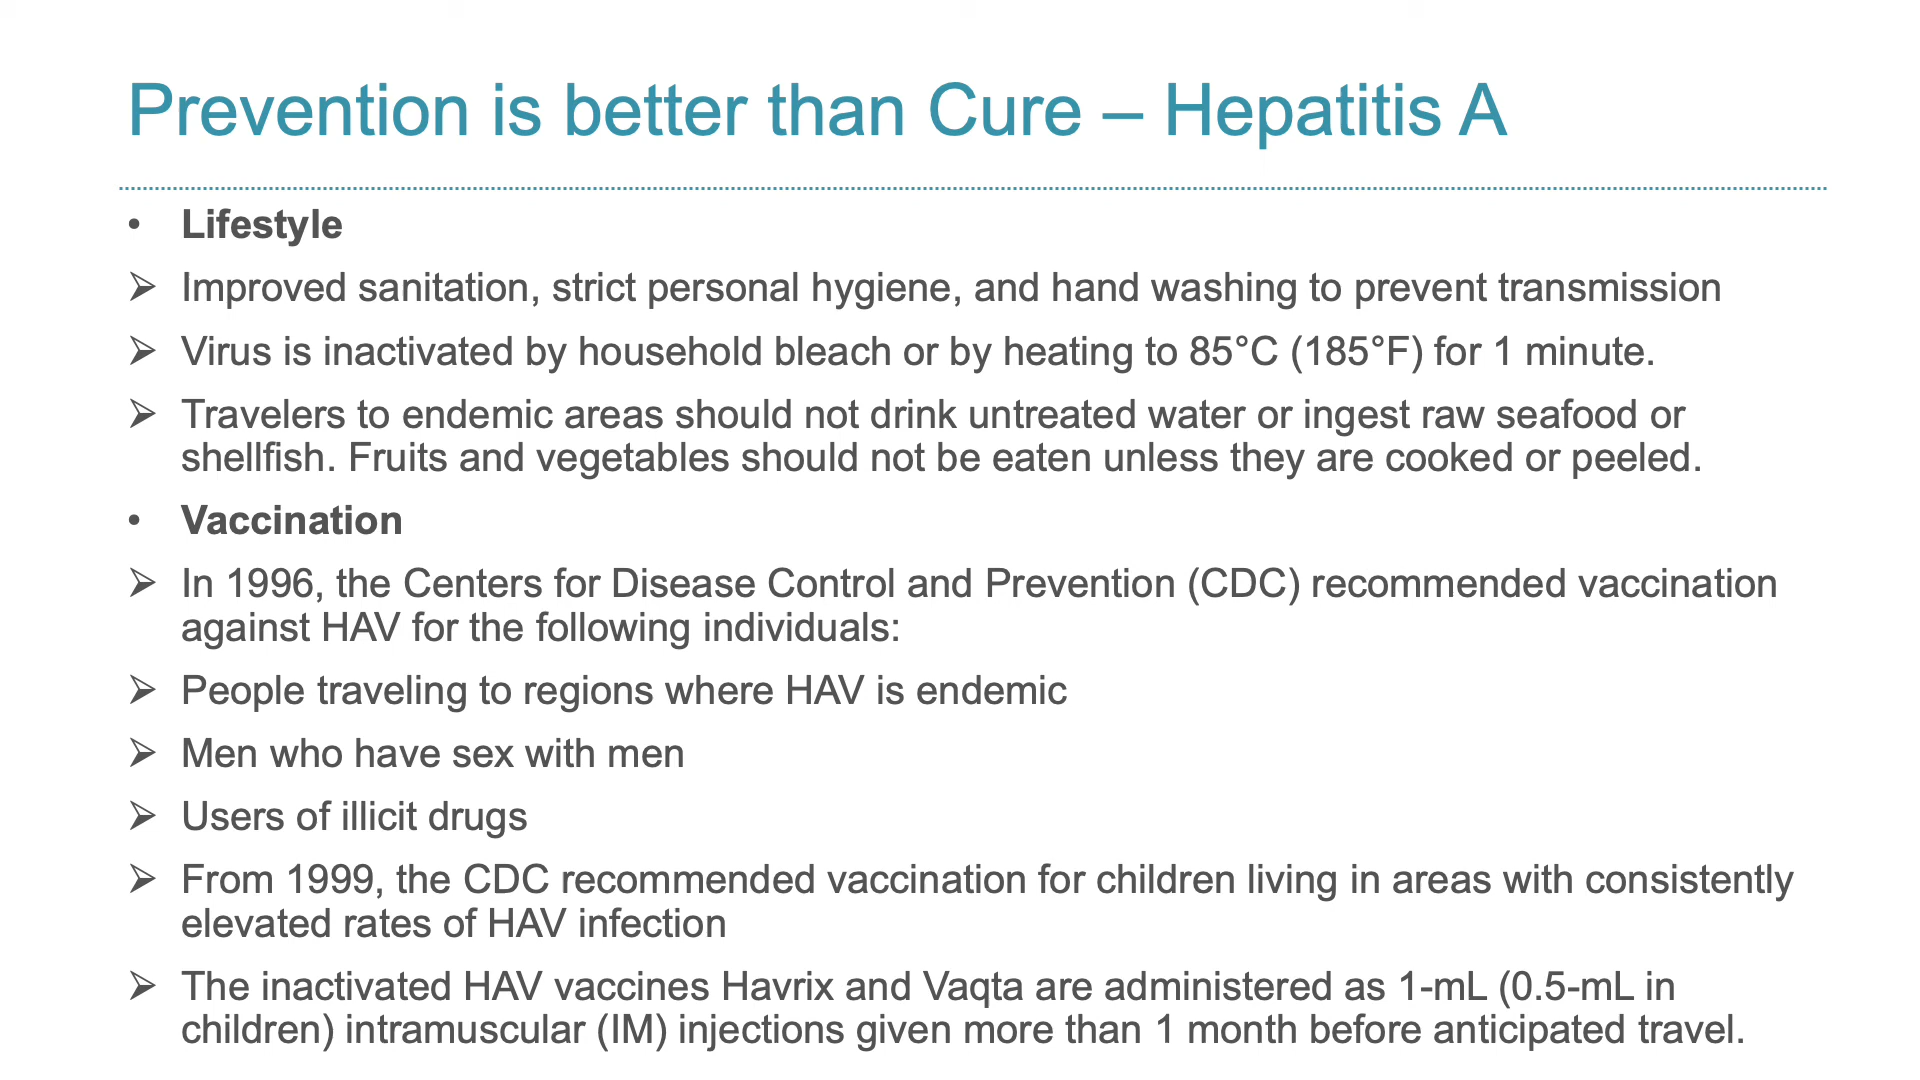 Prevention is better than Cure – Hepatitis A
• Lifestyle
➢ Improved sanitation, strict personal hygiene, and hand washing to prevent transmission
➢ Virus is inactivated by household bleach or by heating to 85°C (185°F) for 1 minute.
➢ Travelers to endemic areas should not drink untreated water or ingest raw seafood or
shellfish. Fruits and vegetables should not be eaten unless they are cooked or peeled.
• Vaccination
➢ In 1996, the Centers for Disease Control and Prevention (CDC) recommended vaccination
against HAV for the following individuals:
➢ People traveling to regions where HAV is endemic
➢ Men who have sex with men
➢ Users of illicit drugs
➢ From 1999, the CDC recommended vaccination for children living in areas with consistently
elevated rates of HAV infection
➢ The inactivated HAV vaccines Havrix and Vaqta are administered as 1-mL (0.5-mL in
children) intramuscular (IM) injections given more than 1 month before anticipated travel.